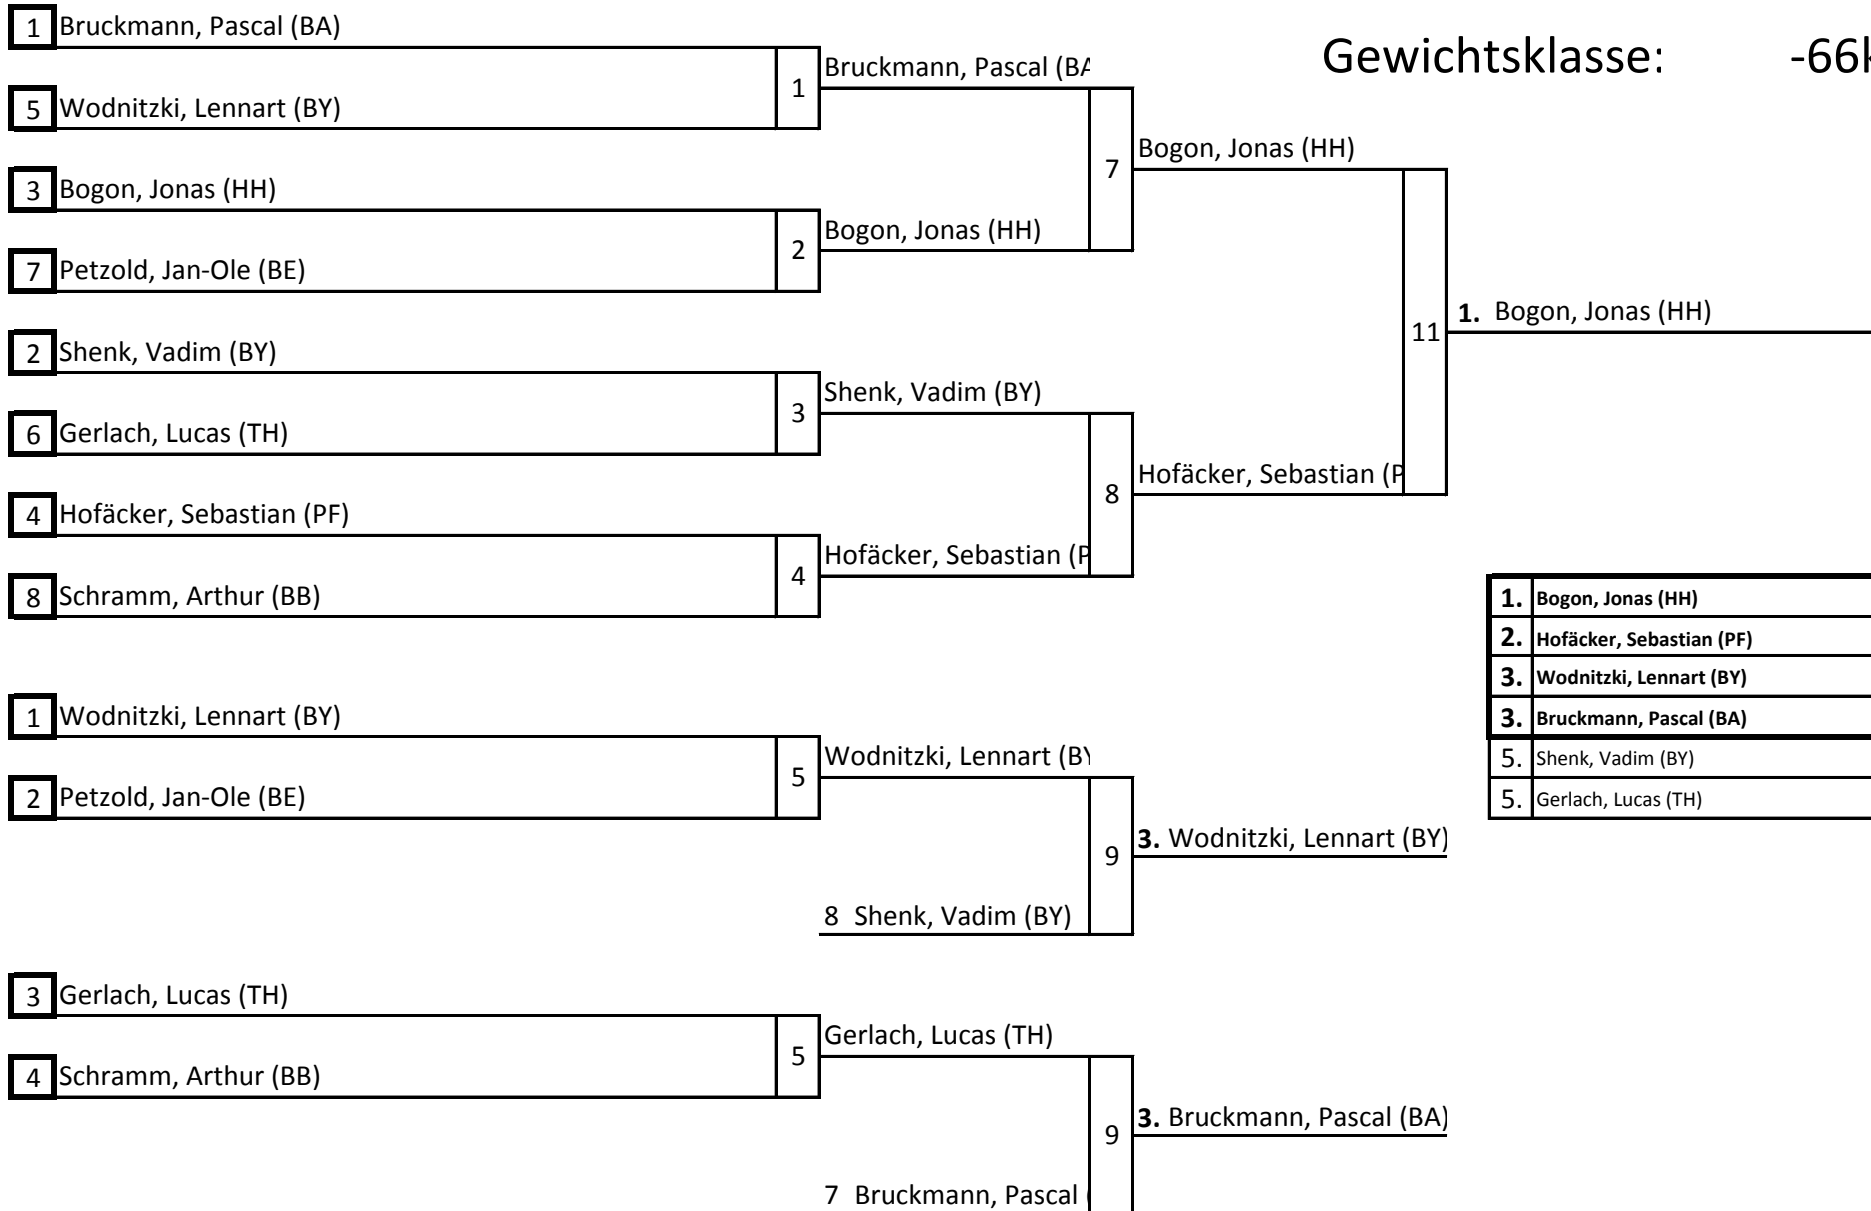 1 Bruckmann, Pascal (BA)
Gewichtsklasse: -66k
1 Bruckmann, Pascal (BA
5 Wodnitzki, Lennart (BY)
7 Bogon, Jonas (HH)
3 Bogon, Jonas (HH)
2 Bogon, Jonas (HH)
7 Petzold, Jan-Ole (BE)
11 1. Bogon, Jonas (HH)
2 Shenk, Vadim (BY)
3 Shenk, Vadim (BY)
6 Gerlach, Lucas (TH)
8 Hofäcker, Sebastian (P
4 Hofäcker, Sebastian (PF)
4 Hofäcker, Sebastian (P
8 Schramm, Arthur (BB)
1. Bogon, Jonas (HH)
2. Hofäcker, Sebastian (PF)
3. Wodnitzki, Lennart (BY)
3. Bruckmann, Pascal (BA)
5. Shenk, Vadim (BY)
5. Gerlach, Lucas (TH)
1 Wodnitzki, Lennart (BY)
5 Wodnitzki, Lennart (BY
2 Petzold, Jan-Ole (BE)
9 3. Wodnitzki, Lennart (BY)
8 Shenk, Vadim (BY)
3 Gerlach, Lucas (TH)
5 Gerlach, Lucas (TH)
4 Schramm, Arthur (BB)
9 3. Bruckmann, Pascal (BA)
7 Bruckmann, Pascal (